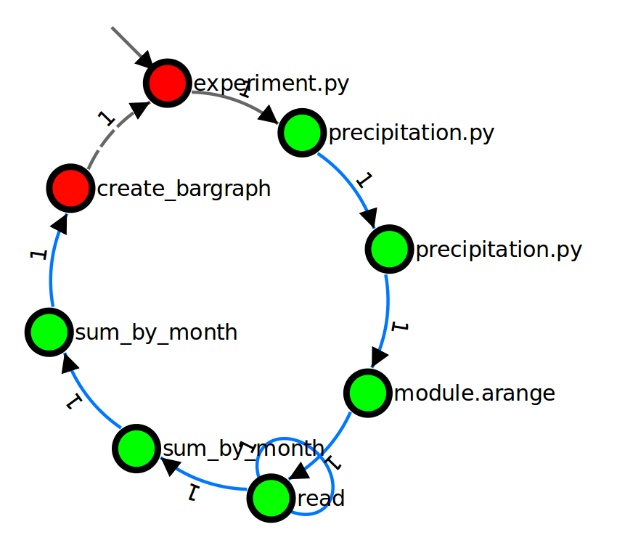 experiment.py
1
precipitation.py
1
1
create_bargraph
precipitation.py
1
1
sum_by_month
module.arange
1
sum_by_month
1
1
1
read